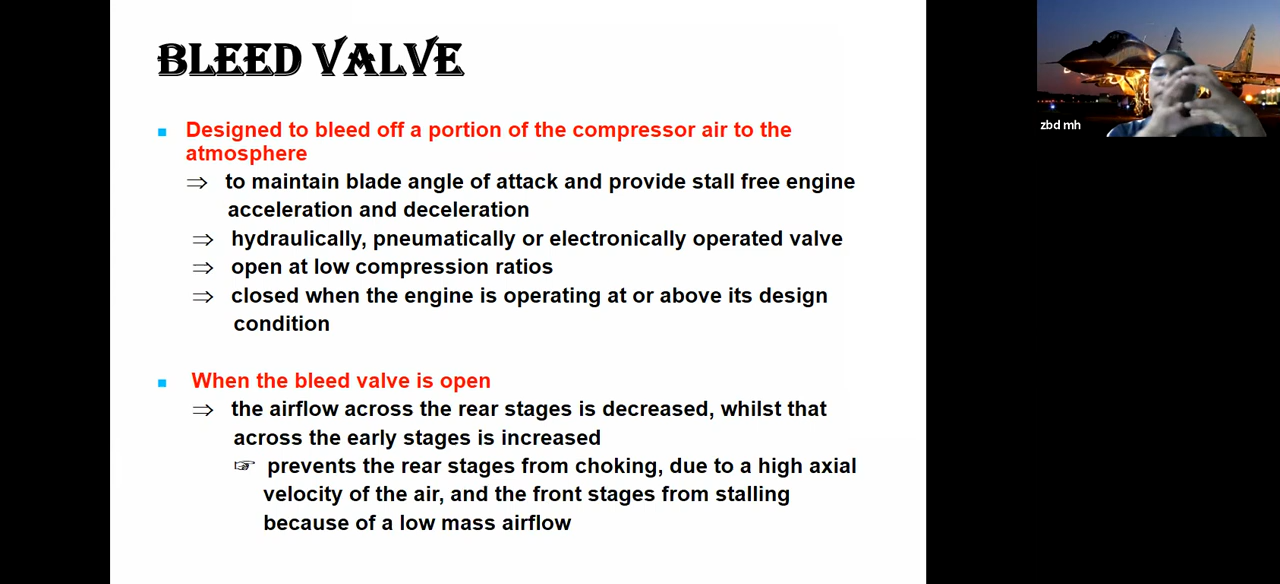 BLEED VALVE
Designed to bleed off a portion of the compressor air to the
atmosphere
⇒ to maintain blade angle of attack and provide stall free engine
acceleration and deceleration
⇒ hydraulically, pneumatically or electronically operated valve
⇒ open at low compression ratios
⇒ closed when the engine is operating at or above its design
condition
When the bleed valve is open
⇒ the airflow across the rear stages is decreased, whilst that
across the early stages is increased
☞ prevents the rear stages from choking, due to a high axial
velocity of the air, and the front stages from stalling
because of a low mass airflow
zbd mh